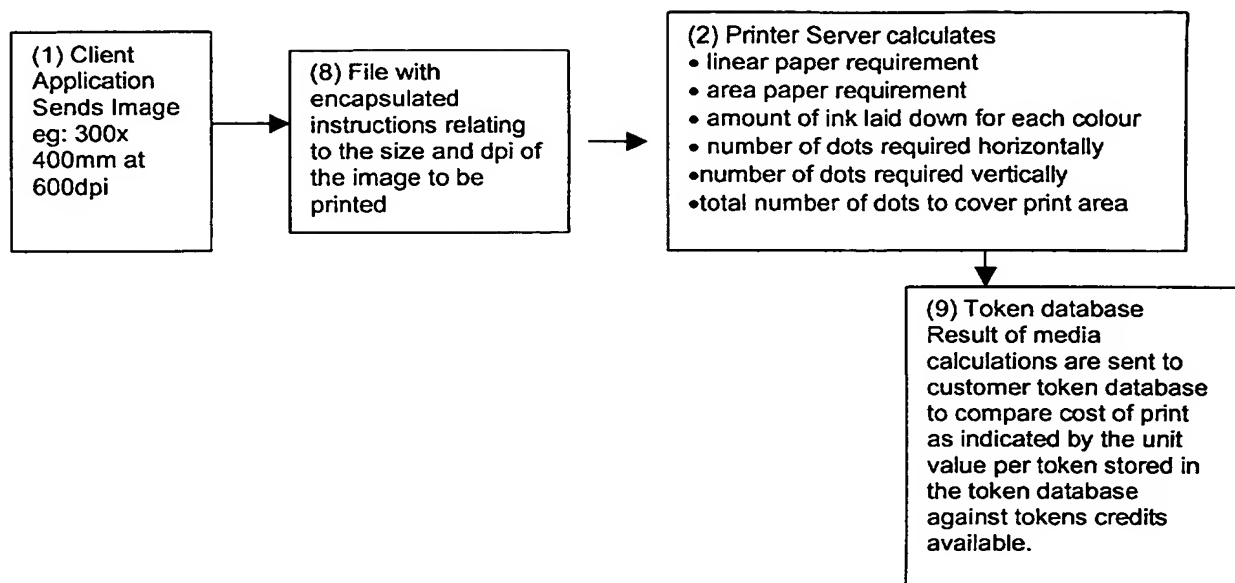 (1) Client
Application
Sends Image
eg: 300x
400mm at
600dpi
(8) File with
encapsulated
instructions relating
to the size and dpi of
the image to be
printed
(2) Printer Server calculates
• linear paper requirement
• area paper requirement
• amount of ink laid down for each colour
• number of dots required horizontally
•number of dots required vertically
•total number of dots to cover print area
(9) Token database
Result of media
calculations are sent to
customer token database
to compare cost of print
as indicated by the unit
value per token stored in
the token database
against tokens credits
available.